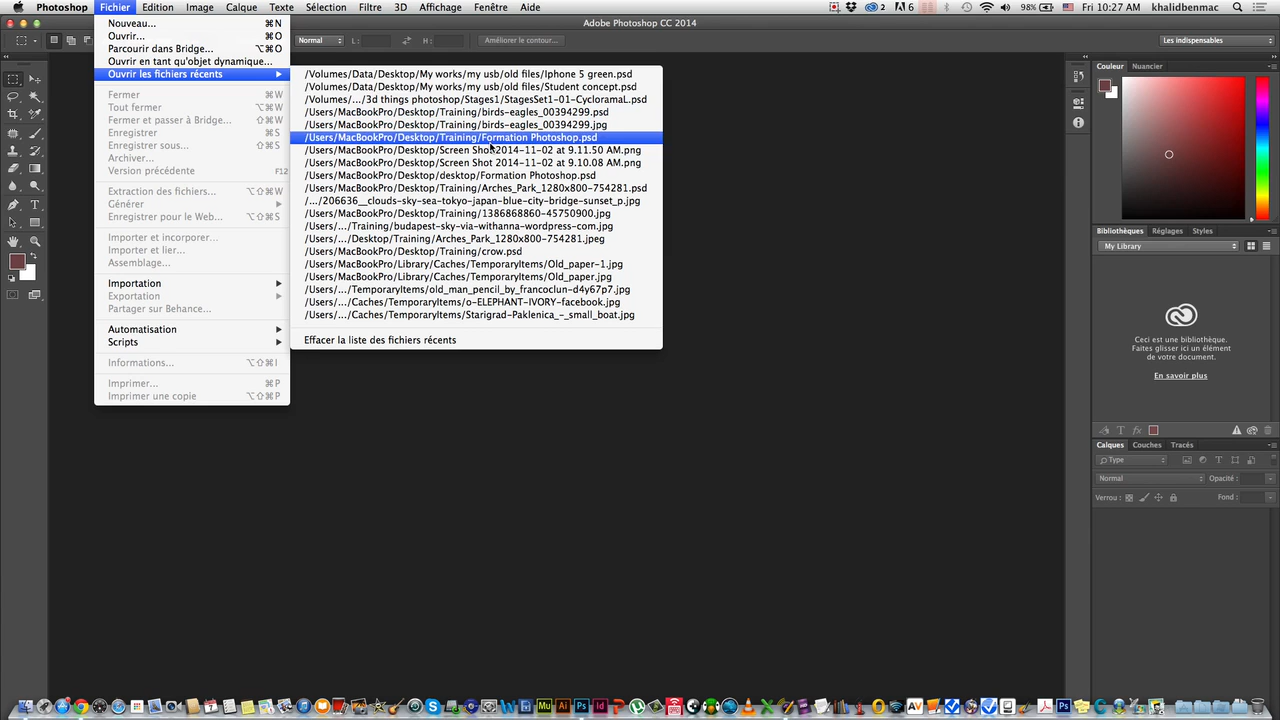 Photoshop Fichier Edition Image Calque Texte Sélection Filtre 3D Affichage Fenêtre Aide 2 6 98% Fri 10:27 AM khalidbenmac
Adobe Photoshop CC 2014
Normal L: H: Améliorer le contour... Les indispensables
Nouveau... ⌘N
Ouvrir... ⌘O
Parcourir dans Bridge... ⌥⌘O
Ouvrir en tant qu'objet dynamique...
Ouvrir les fichiers récents
Fermer ⌘W
Tout fermer ⌥⌘W
Fermer et passer à Bridge... ⇧⌘W
Enregistrer ⌘S
Enregistrer sous... ⇧⌘S
Archiver...
Version précédente F12
Extraction des fichiers... ⌥⇧⌘W
Générer
Enregistrer pour le Web... ⌥⇧⌘S
Importer et incorporer...
Importer et lier...
Assemblage...
Importation
Exportation
Partager sur Behance...
Automatisation
Scripts
Informations... ⌥⇧⌘I
Imprimer... ⌘P
Imprimer une copie ⌥⇧⌘P
/Volumes/Data/Desktop/My works/my usb/old files/Iphone 5 green.psd
/Volumes/Data/Desktop/My works/my usb/old files/Student concept.psd
/Volumes/.../3d things photoshop/Stages1/StagesSet1-01-CycloramaL.psd
/Users/MacBookPro/Desktop/Training/birds-eagles_00394299.psd
/Users/MacBookPro/Desktop/Training/birds-eagles_00394299.jpg
/Users/MacBookPro/Desktop/Training/Formation Photoshop.psd
/Users/MacBookPro/Desktop/Screen Shot 2014-11-02 at 9.11.50 AM.png
/Users/MacBookPro/Desktop/Screen Shot 2014-11-02 at 9.10.08 AM.png
/Users/MacBookPro/Desktop/desktop/Formation Photoshop.psd
/Users/MacBookPro/Desktop/Training/Arches_Park_1280x800-754281.psd
/.../206636__clouds-sky-sea-tokyo-japan-blue-city-bridge-sunset_p.jpg
/Users/MacBookPro/Desktop/Training/1386868860-45750900.jpg
/Users/.../Training/budapest-sky-via-withanna-wordpress-com.jpg
/Users/.../Desktop/Training/Arches_Park_1280x800-754281.jpeg
/Users/MacBookPro/Desktop/Training/crow.psd
/Users/MacBookPro/Library/Caches/TemporaryItems/Old_paper-1.jpg
/Users/MacBookPro/Library/Caches/TemporaryItems/Old_paper.jpg
/Users/.../TemporaryItems/old_man_pencil_by_francoclun-d4y67p7.jpg
/Users/.../Caches/TemporaryItems/o-ELEPHANT-IVORY-facebook.jpg
/Users/.../Caches/TemporaryItems/Starigrad-Paklenica_-_small_boat.jpg
Effacer la liste des fichiers récents
Couleur Nuancier
Bibliothèques Réglages Styles
My Library
Ceci est une bibliothèque.
Faites glisser ici un élément
de votre document.
En savoir plus
Calques Couches Tracés
Type
Normal Opacité :
Verrou : Fond :
Mu Ai Ps Id
AV Ps